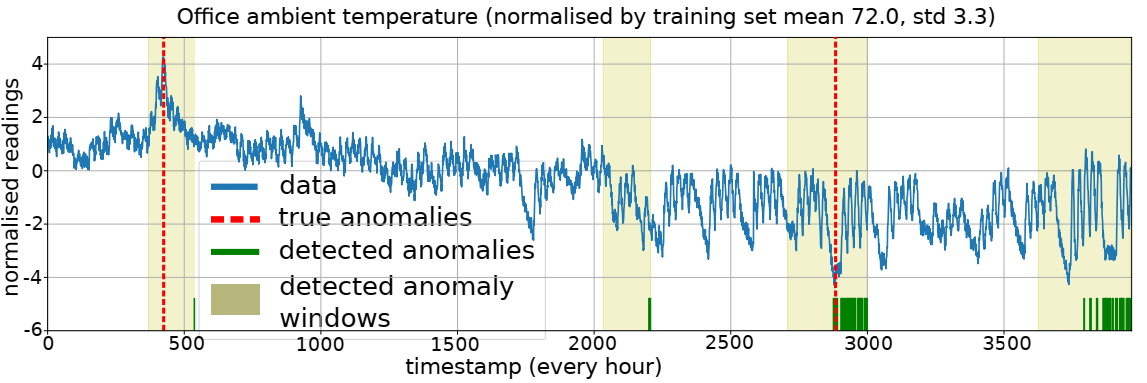 Office ambient temperature (normalised by training set mean 72.0, std 3.3)
normalised readings
4
2
0
-2
-4
-6
data
true anomalies
detected anomalies
detected anomaly
windows
0 500 1000 1500 2000 2500 3000 3500
timestamp (every hour)